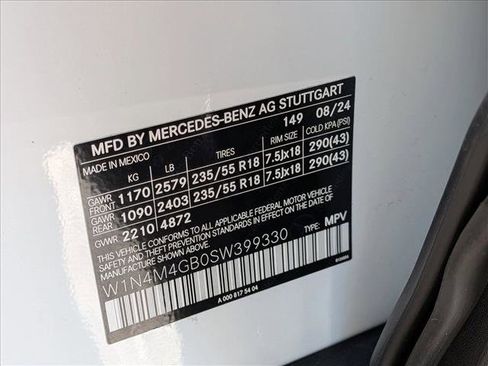 MFD BY MERCEDES-BENZ AG STUTTGART
MADE IN MEXICO 149 08/24
KG LB TIRES RIM SIZE COLD KPA(PSI)
GAWR FRONT 1170 2579 235/55 R18 7.5Jx18 290(43)
GAWR REAR 1090 2403 235/55 R18 7.5Jx18 290(43)
GVWR 2210 4872
THIS VEHICLE CONFORMS TO ALL APPLICABLE FEDERAL MOTOR VEHICLE
SAFETY AND THEFT PREVENTION STANDARDS IN EFFECT
ON THE DATE OF MANUFACTURE SHOWN ABOVE.
TYPE: MPV
W1N4M4GB0SW399330
A 000 817 54 04